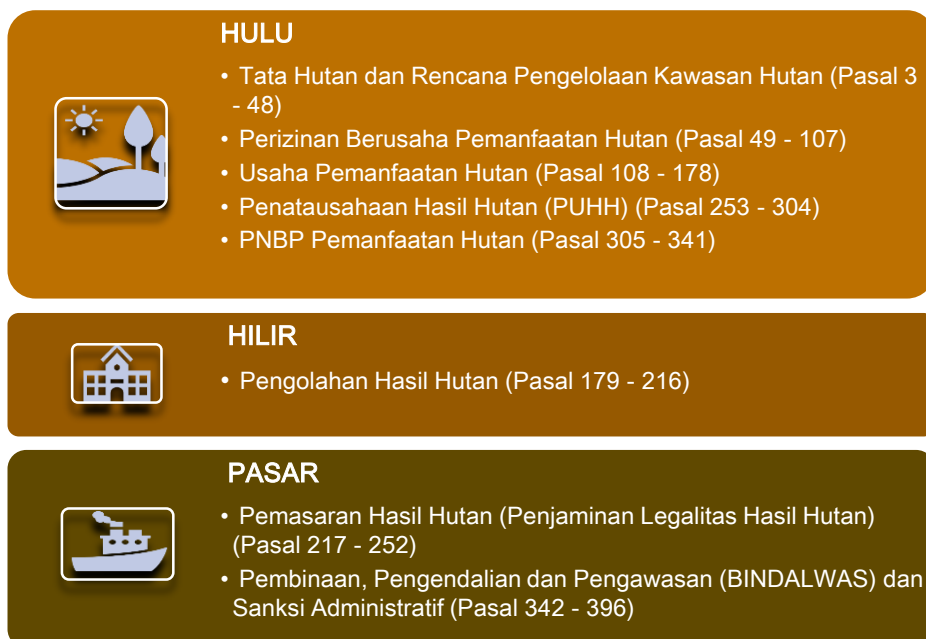 HULU
• Tata Hutan dan Rencana Pengelolaan Kawasan Hutan (Pasal 3
- 48)
• Perizinan Berusaha Pemanfaatan Hutan (Pasal 49 - 107)
• Usaha Pemanfaatan Hutan (Pasal 108 - 178)
• Penatausahaan Hasil Hutan (PUHH) (Pasal 253 - 304)
• PNBP Pemanfaatan Hutan (Pasal 305 - 341)
HILIR
• Pengolahan Hasil Hutan (Pasal 179 - 216)
PASAR
• Pemasaran Hasil Hutan (Penjaminan Legalitas Hasil Hutan)
(Pasal 217 - 252)
• Pembinaan, Pengendalian dan Pengawasan (BINDALWAS) dan
Sanksi Administratif (Pasal 342 - 396)